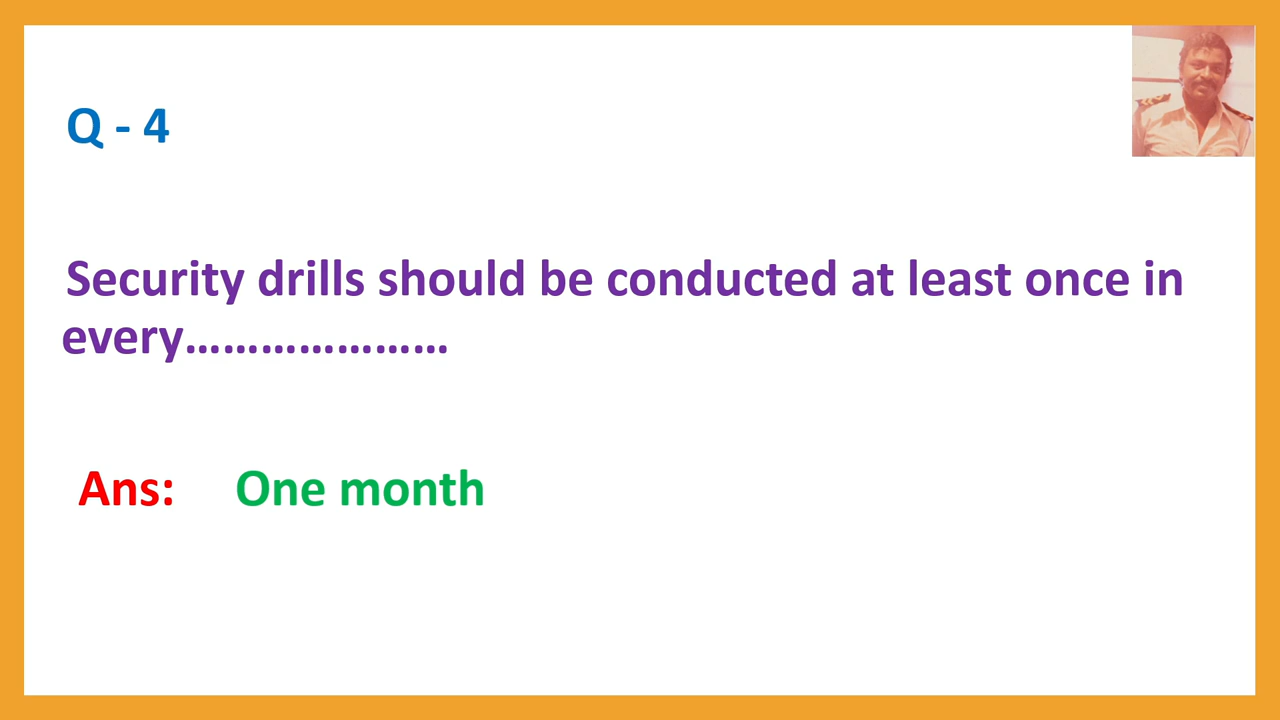 Q - 4
Security drills should be conducted at least once in
every…………………
Ans: One month